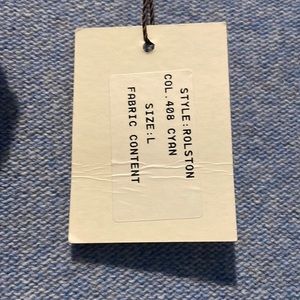 STYLE:ROLSTON
COL.408 CYAN
SIZE:L
FABRIC CONTENT